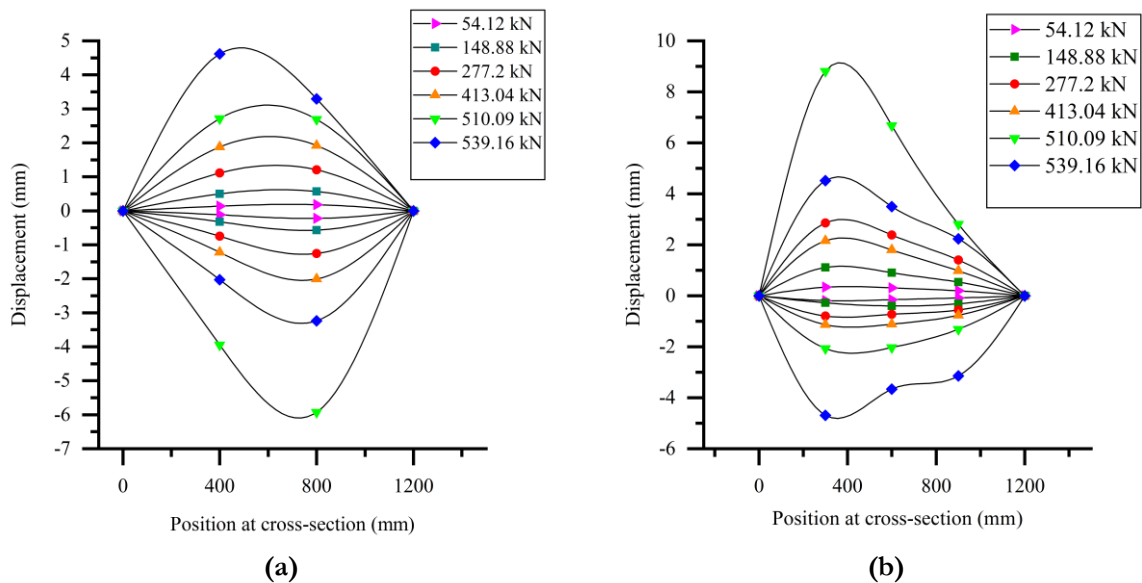 54.12 kN
148.88 kN
277.2 kN
413.04 kN
510.09 kN
539.16 kN
5
4
3
2
1
0
-1
-2
-3
-4
-5
-6
-7
Displacement (mm)
0 400 800 1200
Position at cross-section (mm)
(a)
54.12 kN
148.88 kN
277.2 kN
413.04 kN
510.09 kN
539.16 kN
10
8
6
4
2
0
-2
-4
-6
Displacement (mm)
0 400 800 1200
Position at cross-section (mm)
(b)